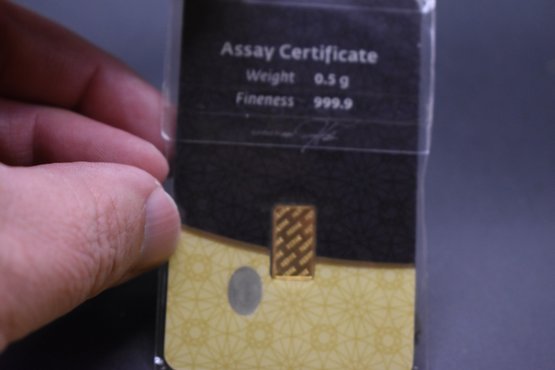 Assay Certificate
Weight 0.5 g
Fineness 999.9